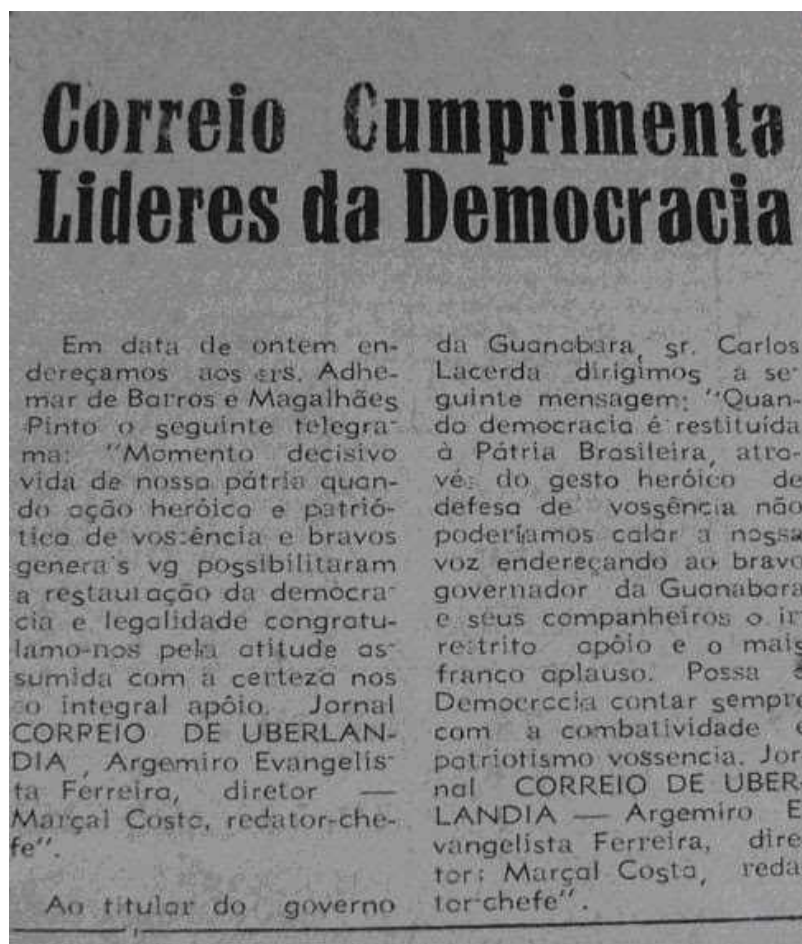 Correio Cumprimenta
Lideres da Democracia
Em data de ontem en-
dereçamos aos srs. Adhe-
mar de Barros e Magalhães
Pinto o seguinte telegra-
ma: "Momento decisivo
vida de nossa pátria quan-
do ação heróica e patrió-
tica de vossência e bravos
genera's vg possibilitaram
a restauração da democra-
cia e legalidade congratu-
lamo-nos pela atitude as-
sumida com a certeza nos
so integral apôio. Jornal
CORREIO DE UBERLAN-
DIA, Argemiro Evangelis-
ta Ferreira, diretor —
Marçal Costa, redator-che-
fe".
Ao titular do governo
da Guanabara, sr. Carlos
Lacerda dirigimos a se-
guinte mensagem: "Quan-
do democracia é restituída
à Pátria Brasileira, atra-
vés do gesto heróico de
defesa de vossência não
poderíamos calar a nossa
voz endereçando ao bravo
governador da Guanabara
e seus companheiros o ir
restrito apôio e o mais
franco aplauso. Possa a
Democracia contar sempre
com a combatividade e
patriotismo vossencia. Jor-
nal CORREIO DE UBER-
LANDIA — Argemiro E
vangelista Ferreira, dire
tor; Marçal Costa, reda
tor-chefe".